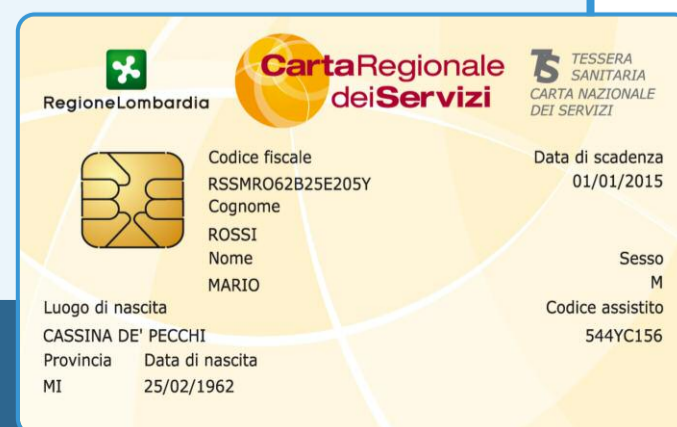 RegioneLombardia
CartaRegionale
deiServizi
TS TESSERA
SANITARIA
CARTA NAZIONALE
DEI SERVIZI
Codice fiscale
RSSMRO62B25E205Y
Data di scadenza
01/01/2015
Cognome
ROSSI
Nome
MARIO
Sesso
M
Luogo di nascita
CASSINA DE' PECCHI
Codice assistito
544YC156
Provincia Data di nascita
MI 25/02/1962